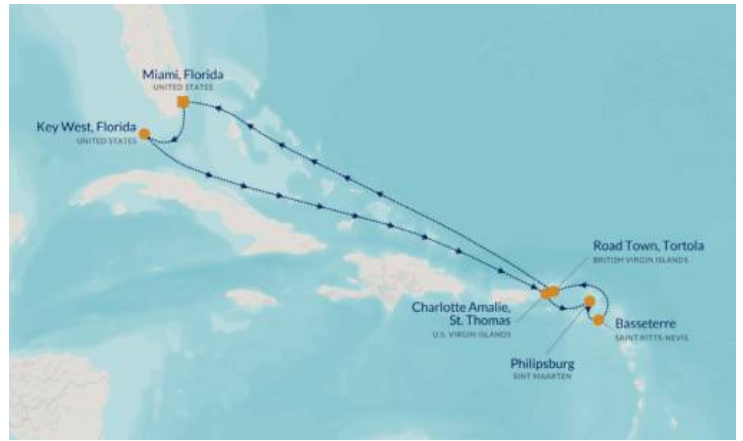 Miami, Florida
UNITED STATES
Key West, Florida
UNITED STATES
Road Town, Tortola
BRITISH VIRGIN ISLANDS
Charlotte Amalie,
St. Thomas
U.S. VIRGIN ISLANDS
Basseterre
SAINT KITTS-NEVIS
Philipsburg
SINT MAARTEN